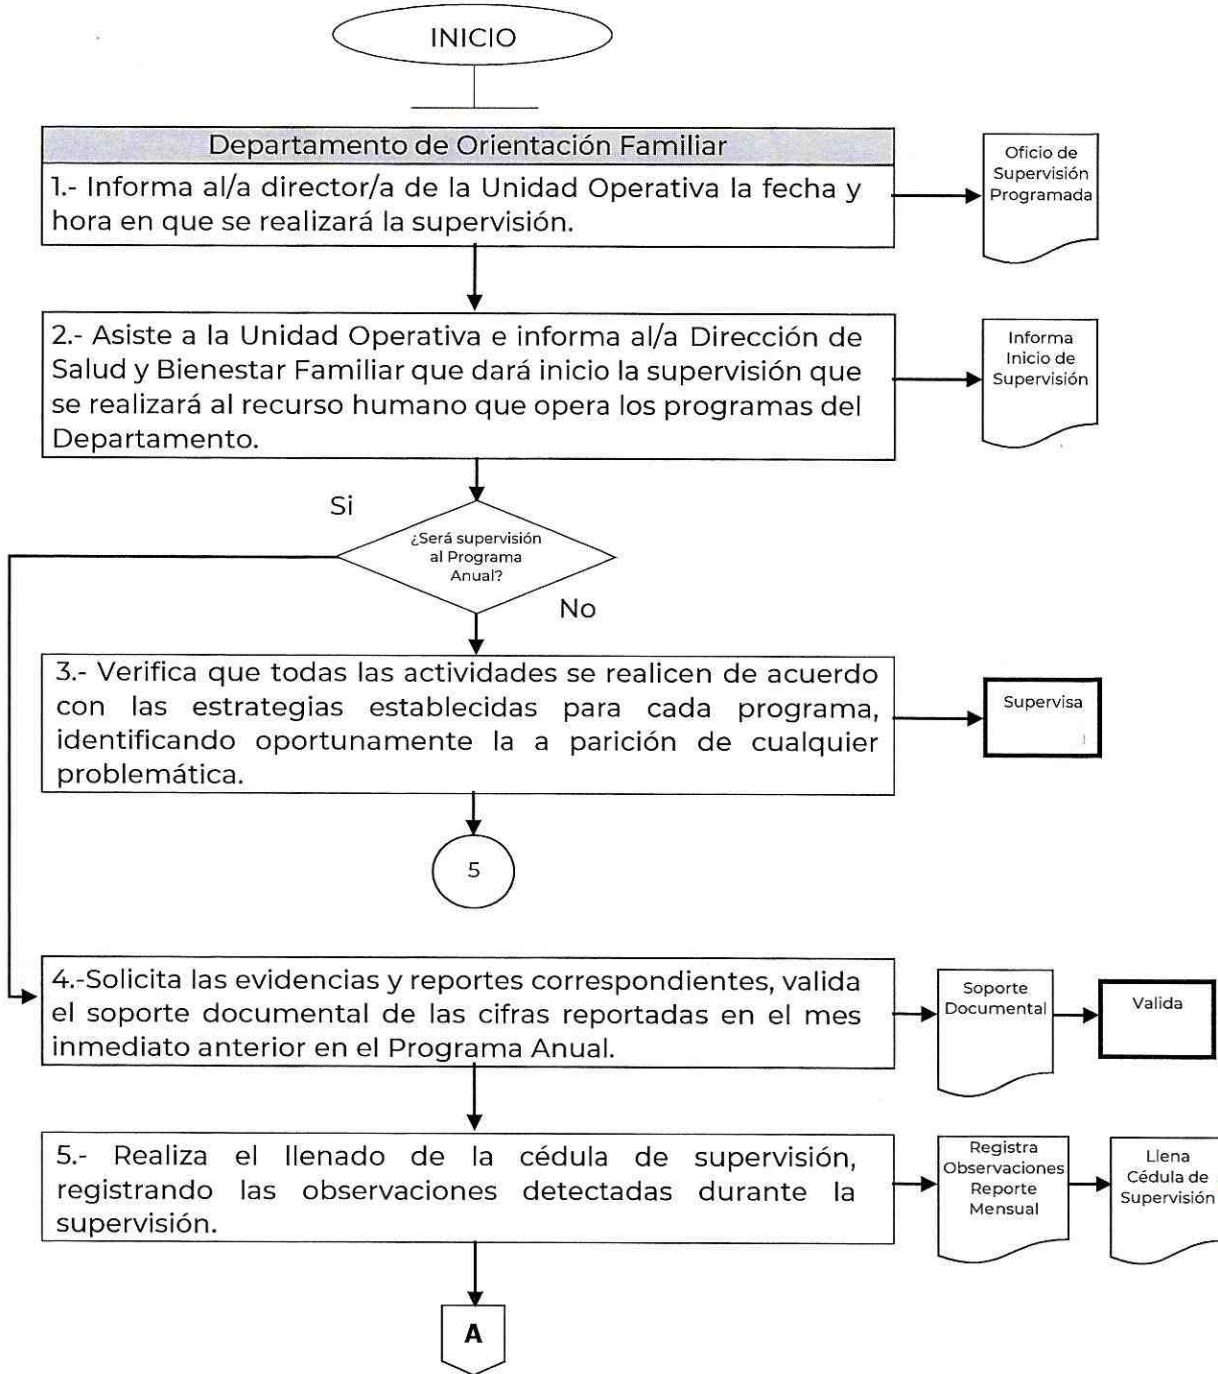 INICIO
Departamento de Orientación Familiar
1.- Informa al/a director/a de la Unidad Operativa la fecha y
hora en que se realizará la supervisión.
Oficio de
Supervisión
Programada
2.- Asiste a la Unidad Operativa e informa al/a Dirección de
Salud y Bienestar Familiar que dará inicio la supervisión que
se realizará al recurso humano que opera los programas del
Departamento.
Informa
Inicio de
Supervisión
Si
¿Será supervisión
al Programa
Anual?
No
3.- Verifica que todas las actividades se realicen de acuerdo
con las estrategias establecidas para cada programa,
identificando oportunamente la a parición de cualquier
problemática.
Supervisa
5
4.-Solicita las evidencias y reportes correspondientes, valida
el soporte documental de las cifras reportadas en el mes
inmediato anterior en el Programa Anual.
Soporte
Documental
Valida
5.- Realiza el llenado de la cédula de supervisión,
registrando las observaciones detectadas durante la
supervisión.
Registra
Observaciones
Reporte
Mensual
Llena
Cédula de
Supervisión
A